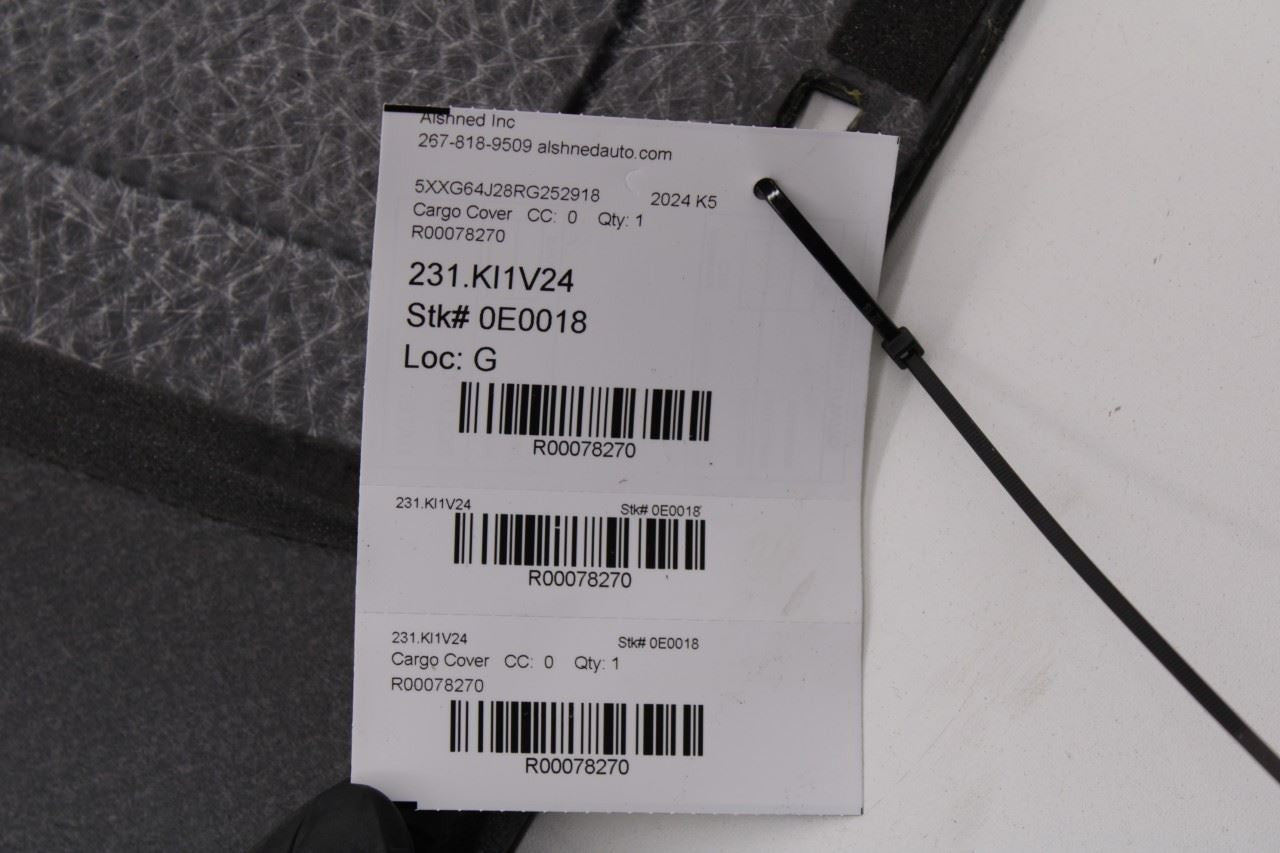 Alshned Inc
267-818-9509 alshnedauto.com
5XXG64J28RG252918 2024 K5
Cargo Cover CC: 0 Qty: 1
R00078270
231.KI1V24
Stk# 0E0018
Loc: G
R00078270
231.KI1V24 Stk# 0E0018
R00078270
231.KI1V24 Stk# 0E0018
Cargo Cover CC: 0 Qty: 1
R00078270
R00078270